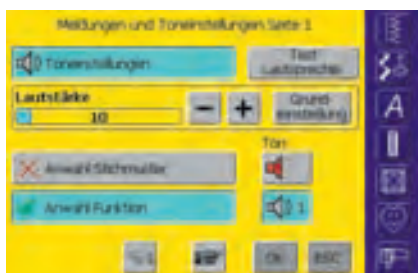 Meldungen und Toneinstellungen Seite 1
Toneinstellungen
Test Lautsprecher
Lautstärke
10
- +
Grund-
einstellung
Ton
Anwahl Stichmuster
Anwahl Funktion
1
A
OK
ESC